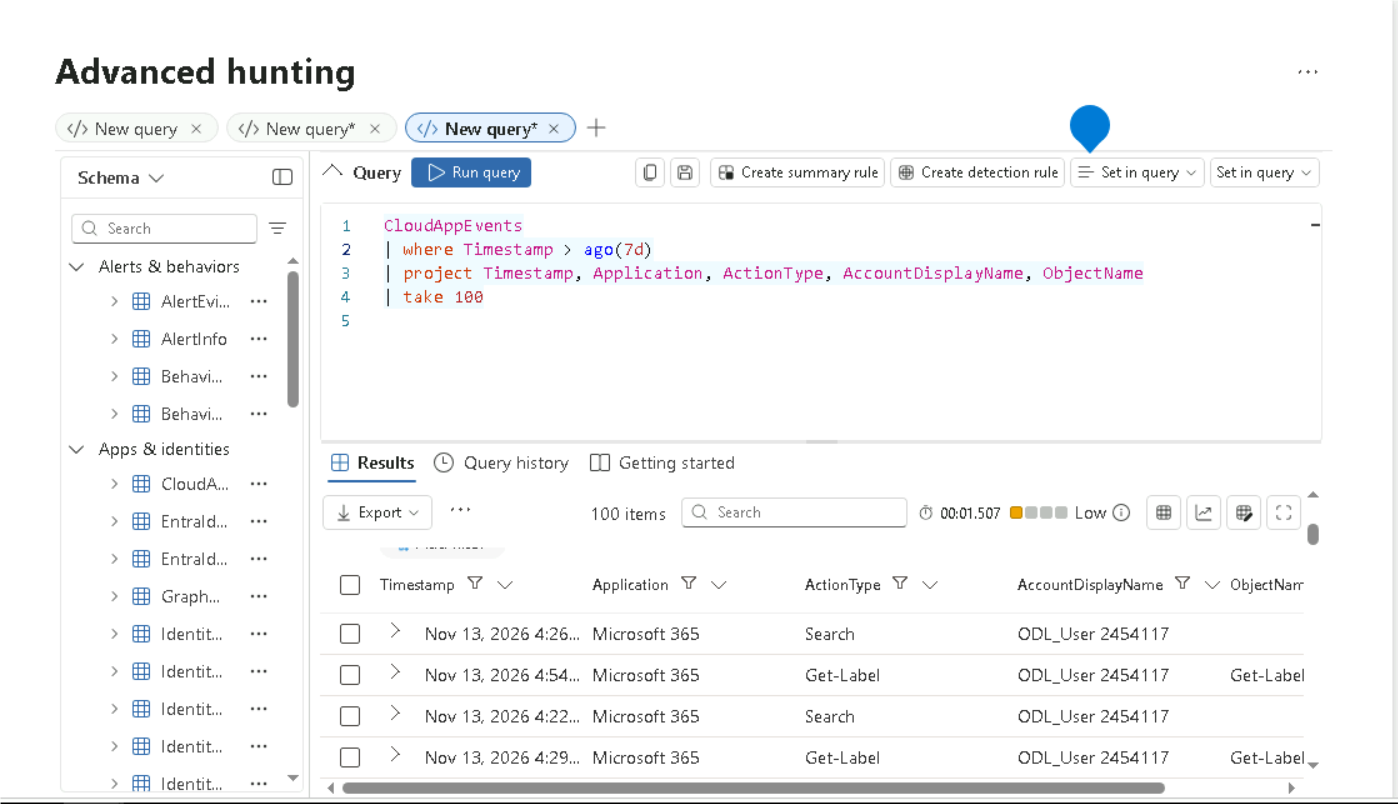 Advanced hunting
...
</> New query × </> New query* × </> New query* × +
Schema
Query Run query Create summary rule Create detection rule Set in query Set in query
Search
1 CloudAppEvents
2 | where Timestamp > ago(7d)
3 | project Timestamp, Application, ActionType, AccountDisplayName, ObjectName
4 | take 100
5
Alerts & behaviors
AlertEvi... ...
AlertInfo ...
Behavi... ...
Behavi... ...
Apps & identities
CloudA... ...
EntraId... ...
EntraId... ...
Graph... ...
Identit... ...
Identit... ...
Identit... ...
Identit... ...
Identit... ...
Results Query history Getting started
Export ... 100 items Search 00:01.507 Low
Timestamp Application ActionType AccountDisplayName ObjectNam
Nov 13, 2026 4:26... Microsoft 365 Search ODL_User 2454117
Nov 13, 2026 4:54... Microsoft 365 Get-Label ODL_User 2454117 Get-Label
Nov 13, 2026 4:22... Microsoft 365 Search ODL_User 2454117
Nov 13, 2026 4:29... Microsoft 365 Get-Label ODL_User 2454117 Get-Label